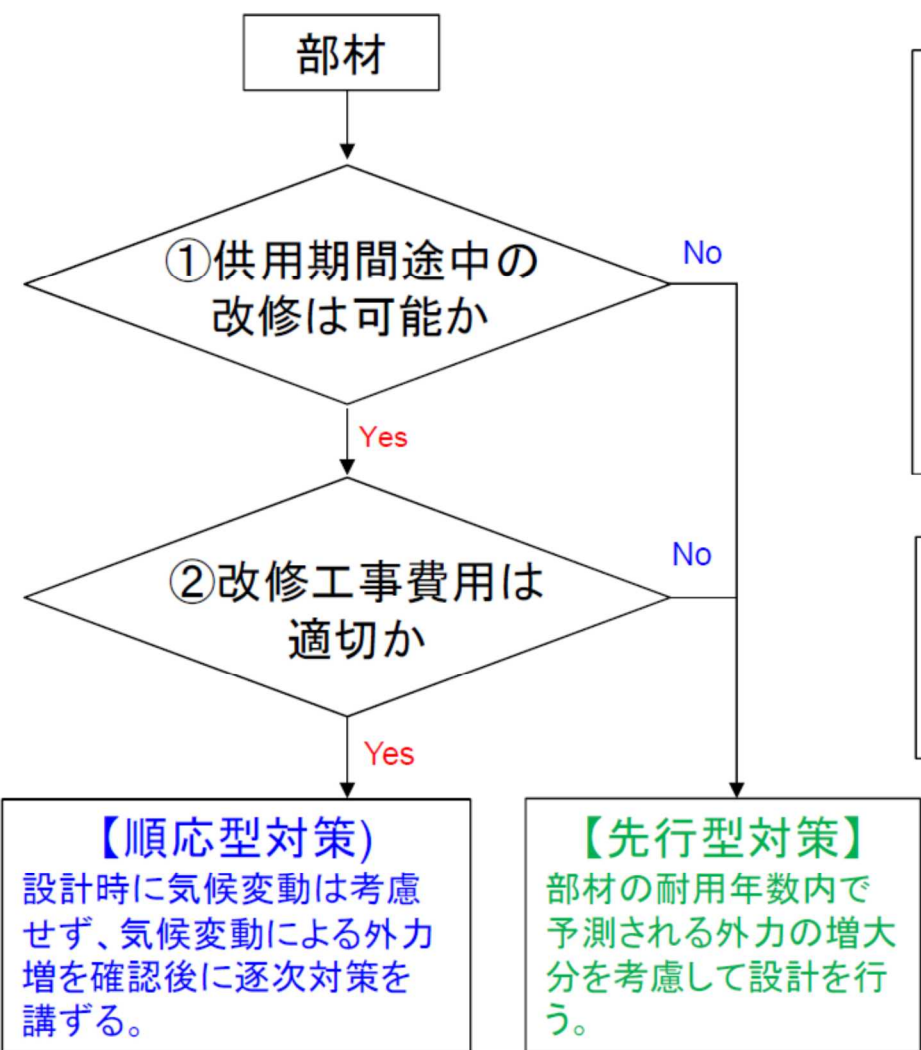 部材
①供用期間途中の
改修は可能か
No
Yes
②改修工事費用は
適切か
No
Yes
【順応型対策)
設計時に気候変動は考慮
せず、気候変動による外力
増を確認後に逐次対策を
講ずる。
【先行型対策】
部材の耐用年数内で
予測される外力の増大
分を考慮して設計を行
う。